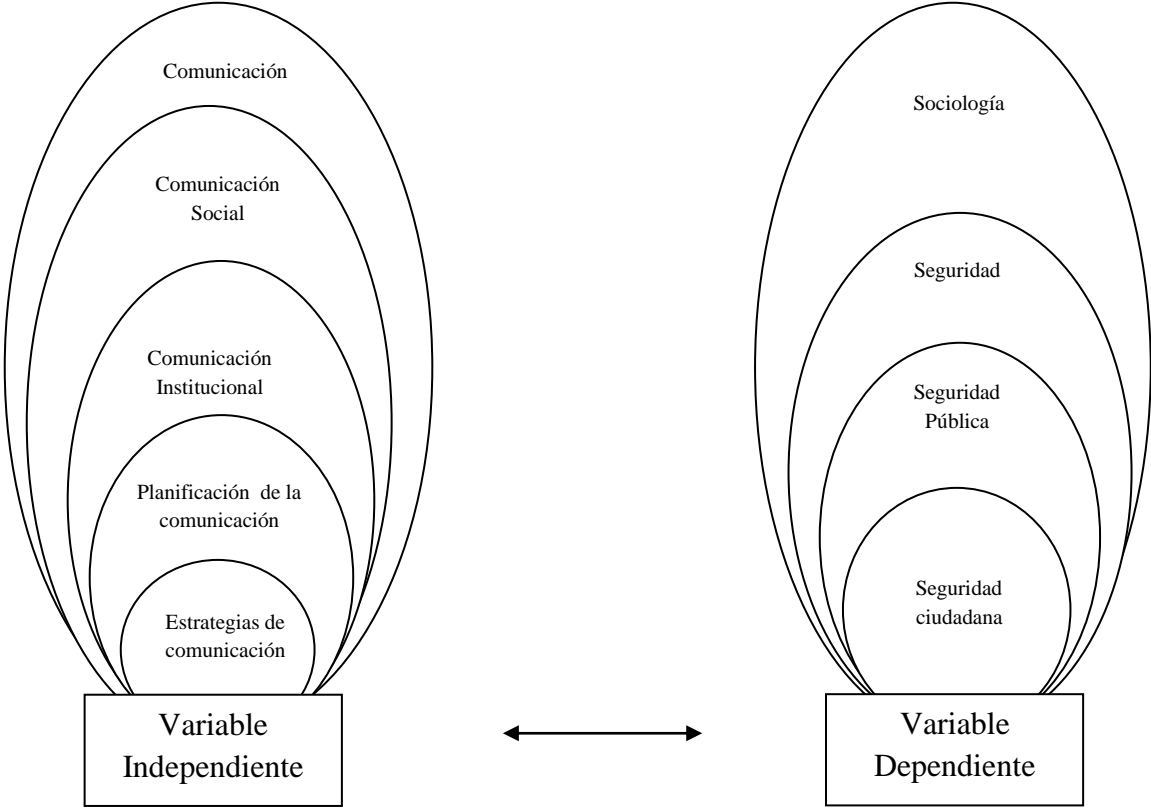 Comunicación
Comunicación
Social
Comunicación
Institucional
Planificación de la
comunicación
Estrategias de
comunicación
Variable
Independiente
Sociología
Seguridad
Seguridad
Pública
Seguridad
ciudadana
Variable
Dependiente